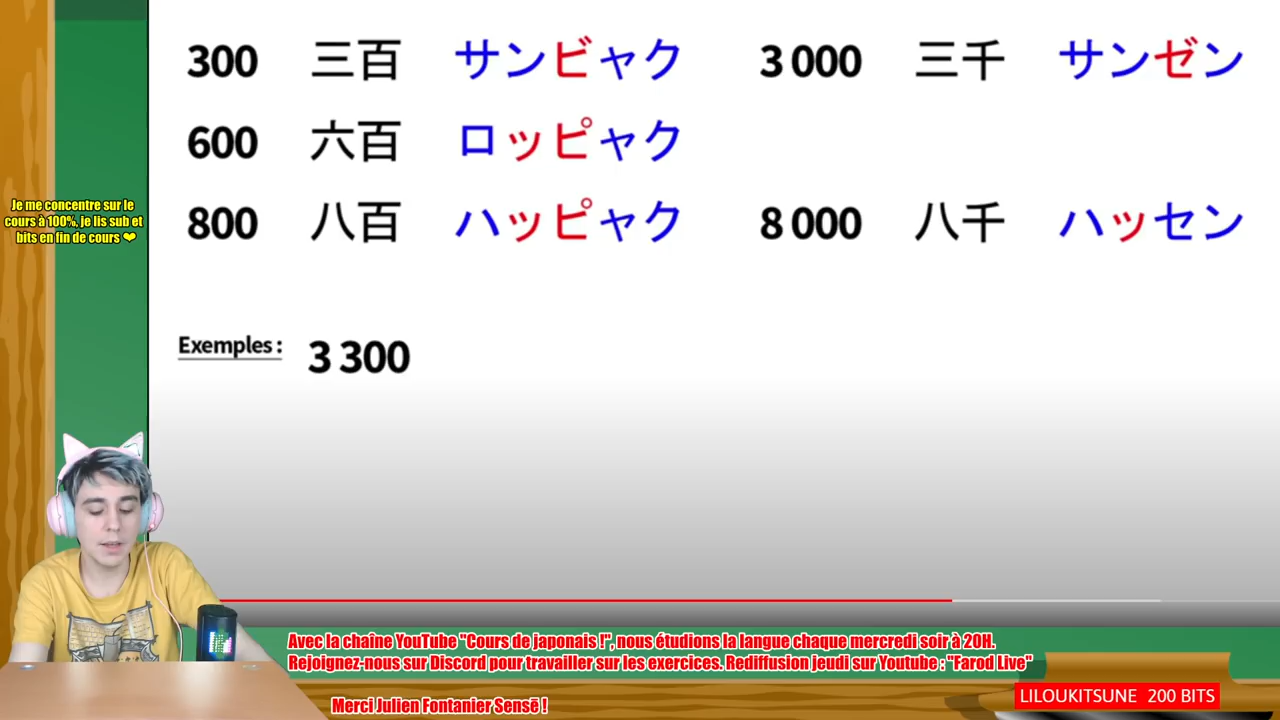 300 三百 サンビャク 3 000 三千 サンゼン
600 六百 ロッピャク
800 八百 ハッピャク 8 000 八千 ハッセン
Exemples : 3 300
Je me concentre sur le
cours à 100%, je lis sub et
bits en fin de cours ❤
Avec la chaîne YouTube "Cours de japonais !", nous étudions la langue chaque mercredi soir à 20H.
Rejoignez-nous sur Discord pour travailler sur les exercices. Rediffusion jeudi sur Youtube : "Farod Live"
Merci Julien Fontanier Sensē !
LILOUKITSUNE 200 BITS